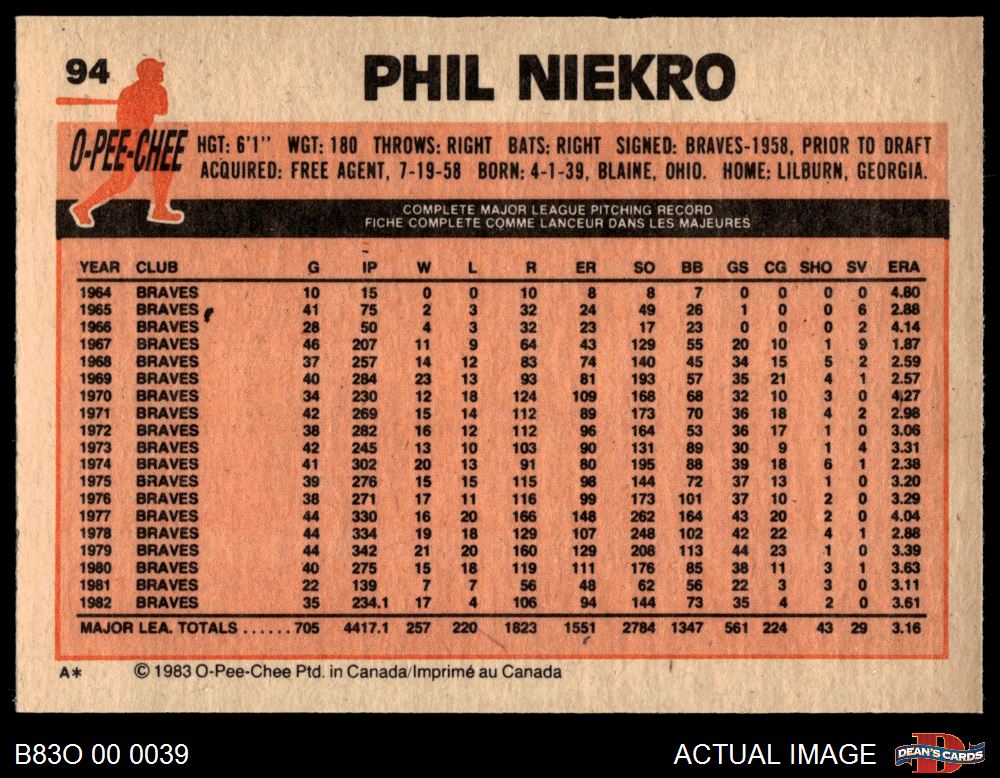 94
PHIL NIEKRO
O-PEE-CHEE
HGT: 6'1" WGT: 180 THROWS: RIGHT BATS: RIGHT SIGNED: BRAVES-1958, PRIOR TO DRAFT
ACQUIRED: FREE AGENT, 7-19-58 BORN: 4-1-39, BLAINE, OHIO. HOME: LILBURN, GEORGIA.
COMPLETE MAJOR LEAGUE PITCHING RECORD
FICHE COMPLETE COMME LANCEUR DANS LES MAJEURES
YEAR CLUB G IP W L R ER SO BB GS CG SHO SV ERA
1964 BRAVES 10 15 0 0 10 8 8 7 0 0 0 0 4.80
1965 BRAVES 41 75 2 3 32 24 49 26 1 0 0 6 2.88
1966 BRAVES 28 50 4 3 32 23 17 23 0 0 0 2 4.14
1967 BRAVES 46 207 11 9 64 43 129 55 20 10 1 9 1.87
1968 BRAVES 37 257 14 12 83 74 140 45 34 15 5 2 2.59
1969 BRAVES 40 284 23 13 93 81 193 57 35 21 4 1 2.57
1970 BRAVES 34 230 12 18 124 109 168 68 32 10 3 0 4.27
1971 BRAVES 42 269 15 14 112 89 173 70 36 18 4 2 2.98
1972 BRAVES 38 282 16 12 112 96 164 53 36 17 1 0 3.06
1973 BRAVES 42 245 13 10 103 90 131 89 30 9 1 4 3.31
1974 BRAVES 41 302 20 13 91 80 195 88 39 18 6 1 2.38
1975 BRAVES 39 276 15 15 115 98 144 72 37 13 1 0 3.20
1976 BRAVES 38 271 17 11 116 99 173 101 37 10 2 0 3.29
1977 BRAVES 44 330 16 20 166 148 262 164 43 20 2 0 4.04
1978 BRAVES 44 334 19 18 129 107 248 102 42 22 4 1 2.88
1979 BRAVES 44 342 21 20 160 129 208 113 44 23 1 0 3.39
1980 BRAVES 40 275 15 18 119 111 176 85 38 11 3 1 3.63
1981 BRAVES 22 139 7 7 56 48 62 56 22 3 3 0 3.11
1982 BRAVES 35 234.1 17 4 106 94 144 73 35 4 2 0 3.61
MAJOR LEA. TOTALS ......705 4417.1 257 220 1823 1551 2784 1347 561 224 43 29 3.16
A* © 1983 O-Pee-Chee Ptd. in Canada/Imprimé au Canada
B83O 00 0039 ACTUAL IMAGE DEAN'S CARDS